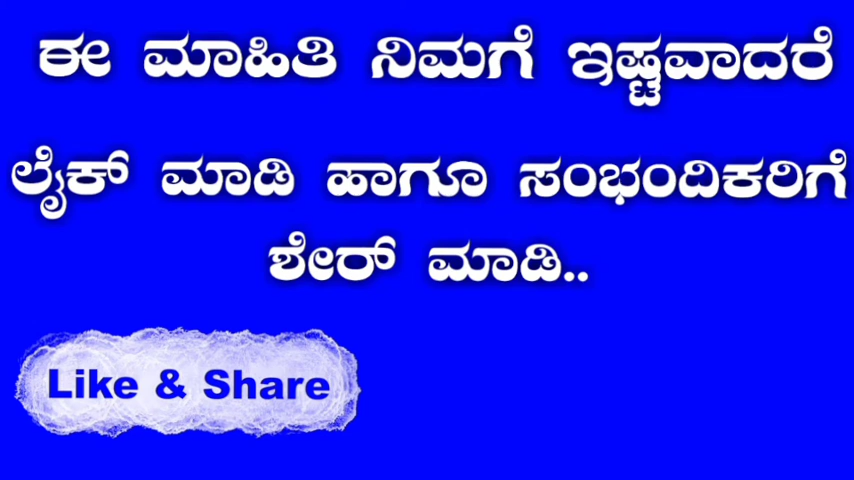 ಈ ಮಾಹಿತಿ ನಿಮಗೆ ಇಷ್ಟವಾದರೆ
ಲೈಕ್ ಮಾಡಿ ಹಾಗೂ ಸಂಭಂದಿಕರಿಗೆ
ಶೇರ್ ಮಾಡಿ..
Like & Share